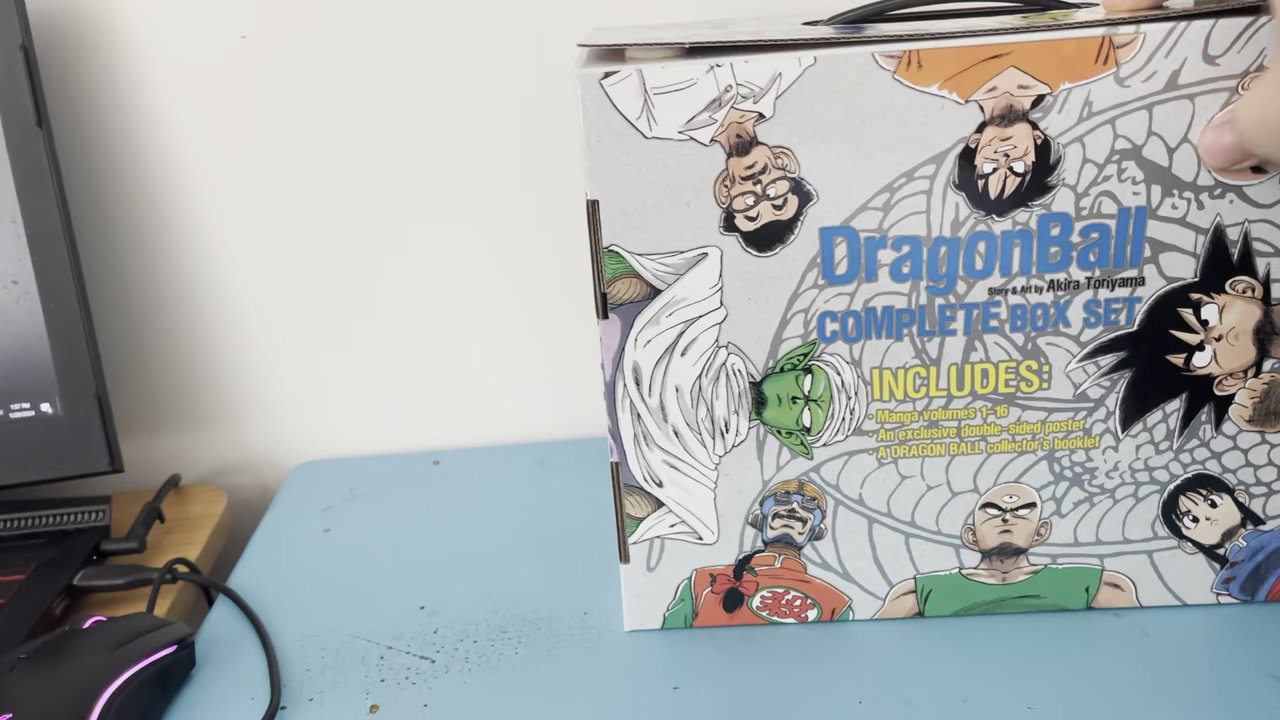 DragonBall
Story & Art by Akira Toriyama
COMPLETE BOX SET
INCLUDES:
• Manga volumes 1–16
• An exclusive double-sided poster
• A DRAGON BALL collector's booklet